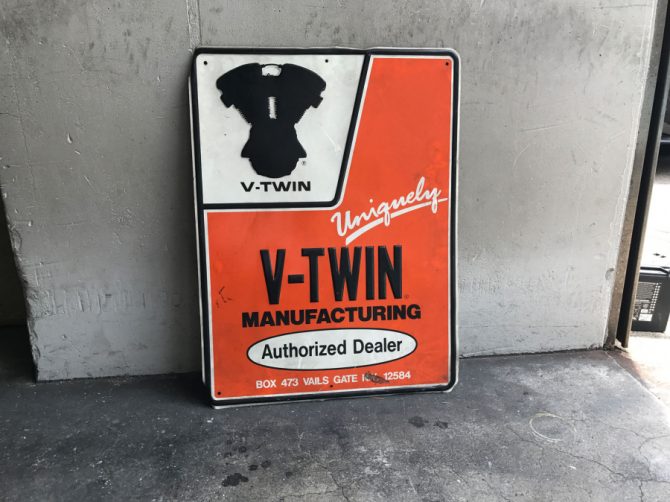 V-TWIN
Uniquely
V-TWIN
MANUFACTURING
Authorized Dealer
BOX 473 VAILS GATE 12584